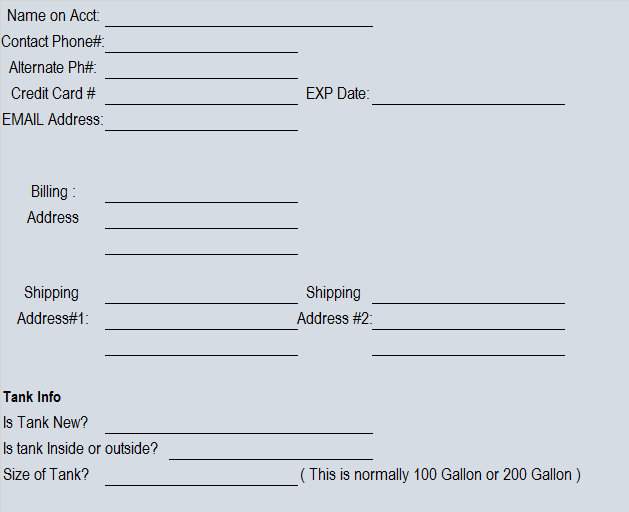 Name on Acct:
Contact Phone#:
Alternate Ph#:
Credit Card # EXP Date:
EMAIL Address:
Billing :
Address
Shipping Shipping
Address#1: Address #2:
Tank Info
Is Tank New?
Is tank Inside or outside?
Size of Tank? ( This is normally 100 Gallon or 200 Gallon )